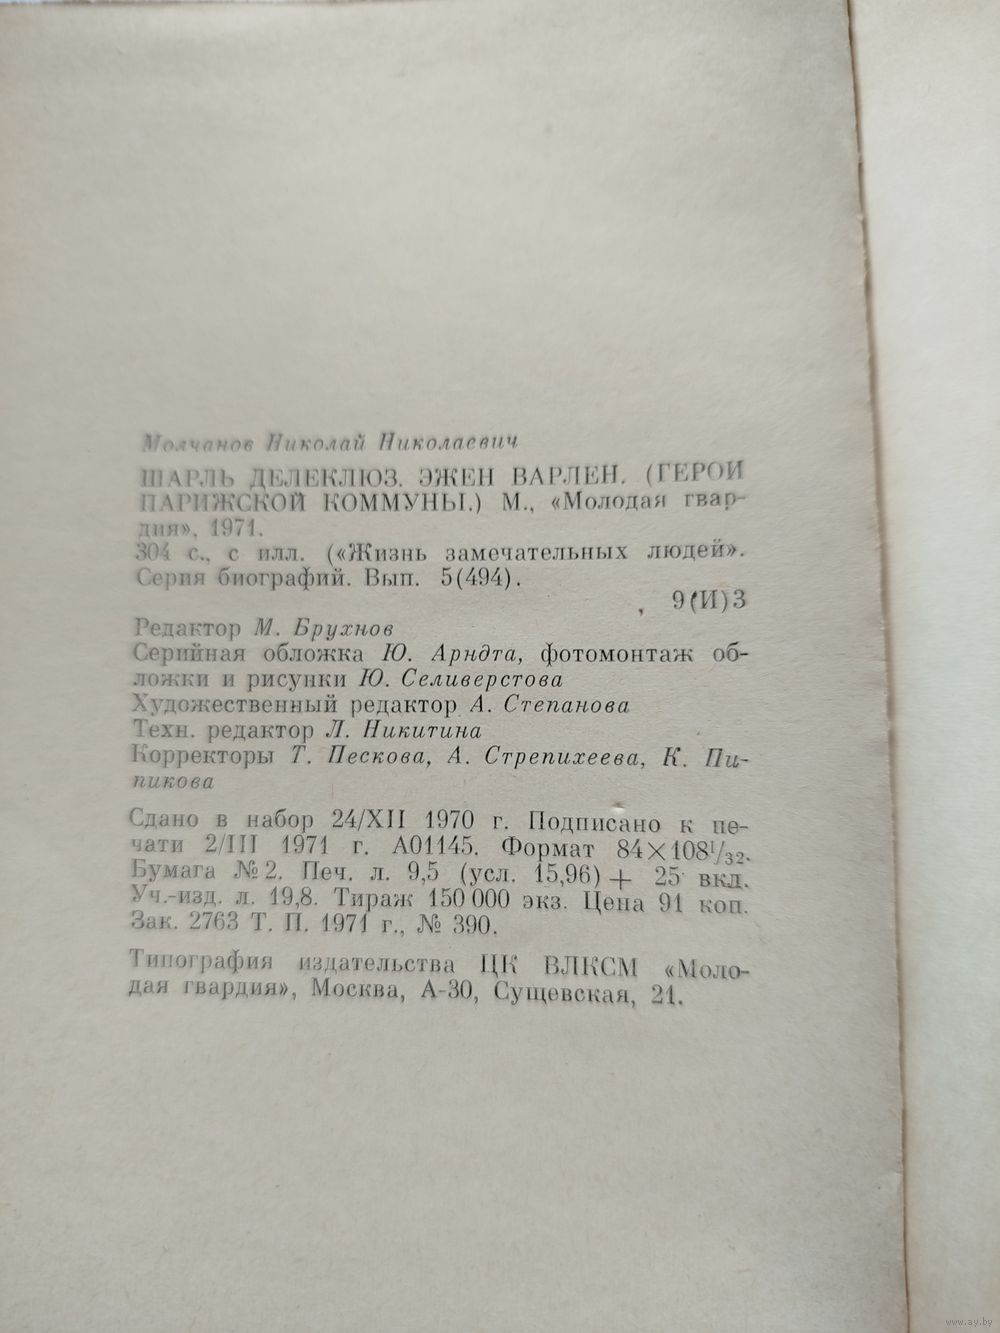 Молчанов Николай Николаевич
ШАРЛЬ ДЕЛЕКЛЮЗ. ЭЖЕН ВАРЛЕН. (ГЕРОИ
ПАРИЖСКОЙ КОММУНЫ.) М., «Молодая гвар-
дия», 1971.
304 с., с илл. («Жизнь замечательных людей».
Серия биографий. Вып. 5(494).
9(И)3
Редактор М. Брухнов
Серийная обложка Ю. Арндта, фотомонтаж об-
ложки и рисунки Ю. Селиверстова
Художественный редактор А. Степанова
Техн. редактор Л. Никитина
Корректоры Т. Пескова, А. Стрепихеева, К. Пи-
пикова
Сдано в набор 24/XII 1970 г. Подписано к пе-
чати 2/III 1971 г. А01145. Формат 84×108¹/₃₂.
Бумага № 2. Печ. л. 9,5 (усл. 15,96) + 25 вкл.
Уч.-изд. л. 19,8. Тираж 150 000 экз. Цена 91 коп.
Зак. 2763 Т. П. 1971 г., № 390.
Типография издательства ЦК ВЛКСМ «Моло-
дая гвардия», Москва, А-30, Сущевская, 21.
www.ay.by